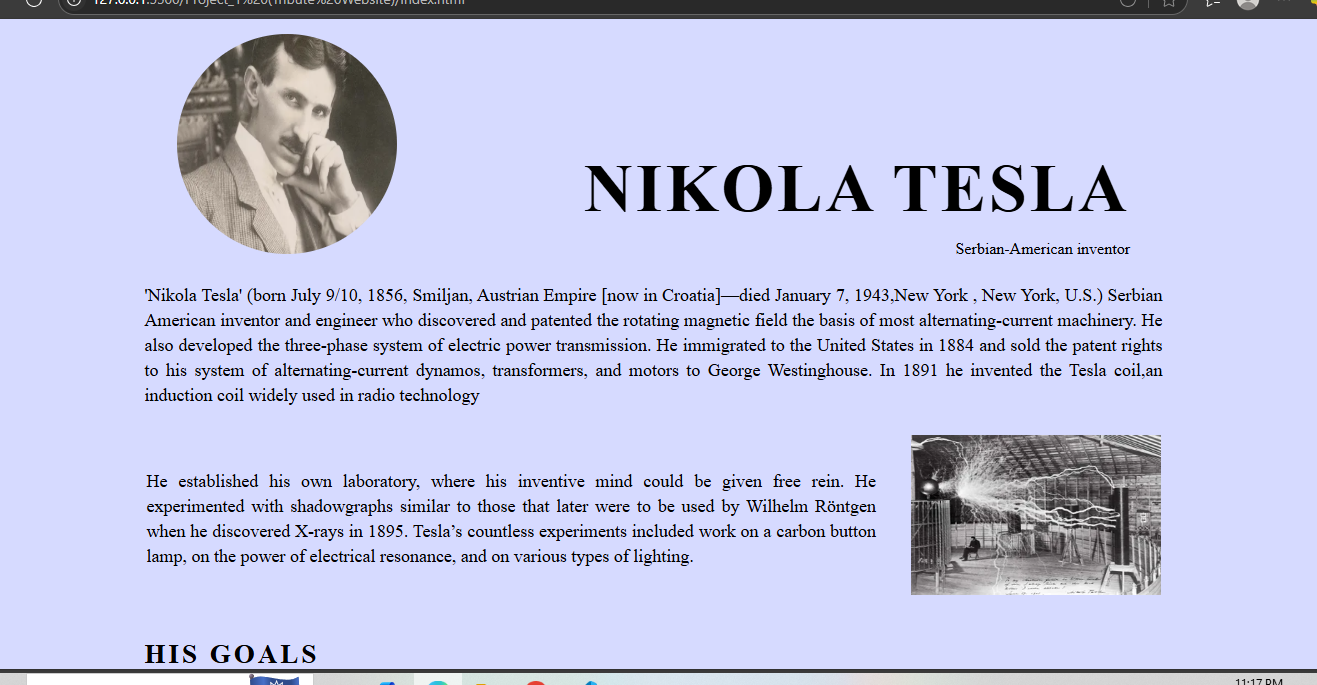 127.0.0.1:5500/Project_1%20(Tribute%20Website)/index.html
NIKOLA TESLA
Serbian-American inventor
'Nikola Tesla' (born July 9/10, 1856, Smiljan, Austrian Empire [now in Croatia]—died January 7, 1943,New York , New York, U.S.) Serbian
American inventor and engineer who discovered and patented the rotating magnetic field the basis of most alternating-current machinery. He
also developed the three-phase system of electric power transmission. He immigrated to the United States in 1884 and sold the patent rights
to his system of alternating-current dynamos, transformers, and motors to George Westinghouse. In 1891 he invented the Tesla coil,an
induction coil widely used in radio technology
He established his own laboratory, where his inventive mind could be given free rein. He
experimented with shadowgraphs similar to those that later were to be used by Wilhelm Röntgen
when he discovered X-rays in 1895. Tesla’s countless experiments included work on a carbon button
lamp, on the power of electrical resonance, and on various types of lighting.
HIS GOALS
11:17 PM